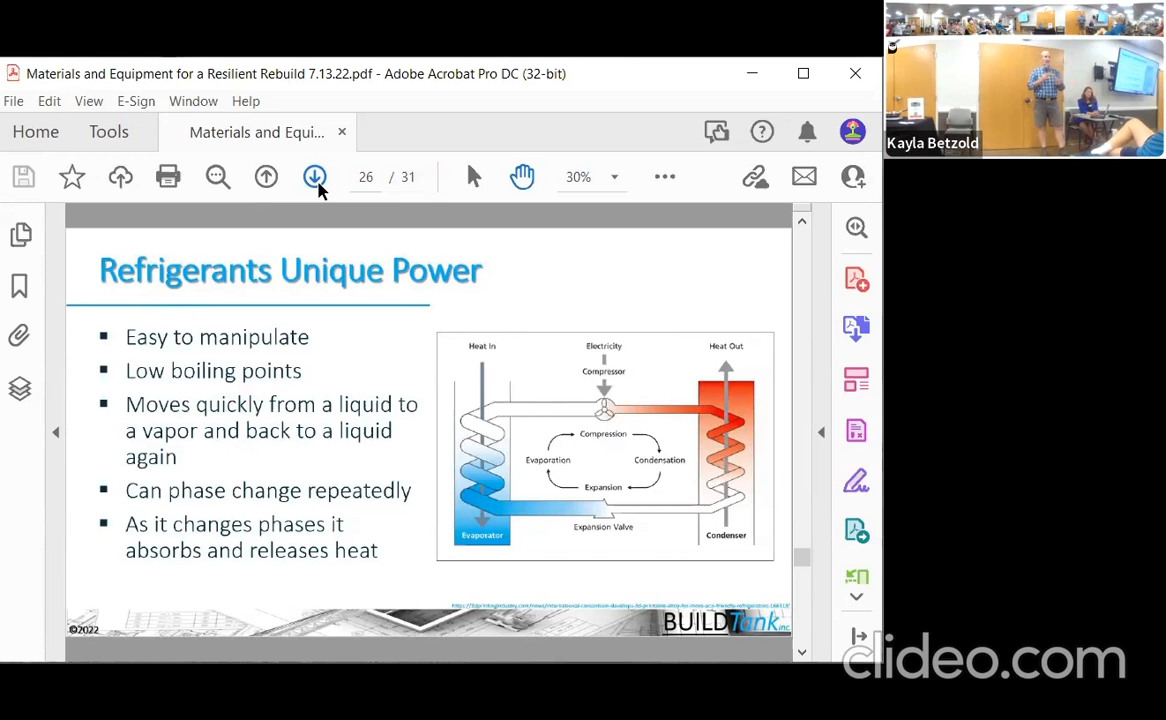 Materials and Equipment for a Resilient Rebuild 7.13.22.pdf - Adobe Acrobat Pro DC (32-bit)
File Edit View E-Sign Window Help
Home Tools Materials and Equi... ×
26 / 31 30%
Kayla Betzold
Refrigerants Unique Power
Easy to manipulate
Low boiling points
Moves quickly from a liquid to
a vapor and back to a liquid
again
Can phase change repeatedly
As it changes phases it
absorbs and releases heat
Heat In
Electricity
Heat Out
Compressor
Compression
Evaporation
Condensation
Expansion
Expansion Valve
Evaporator
Condenser
©2022
BUILDTank inc.
clideo.com